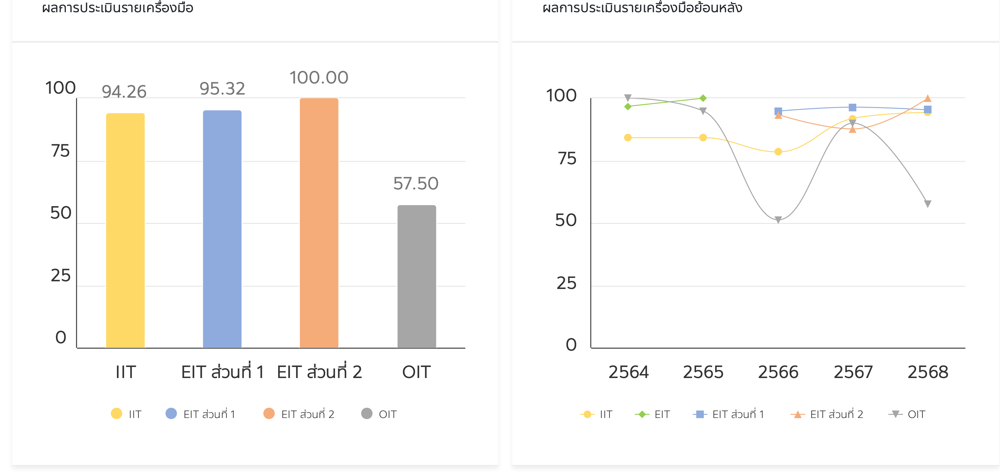 ผลการประเมินรายเครื่องมือ
100
75
50
25
0
94.26
95.32
100.00
57.50
IIT
EIT ส่วนที่ 1
EIT ส่วนที่ 2
OIT
IIT
EIT ส่วนที่ 1
EIT ส่วนที่ 2
OIT
ผลการประเมินรายเครื่องมือย้อนหลัง
100
75
50
25
0
2564
2565
2566
2567
2568
IIT
EIT
EIT ส่วนที่ 1
EIT ส่วนที่ 2
OIT